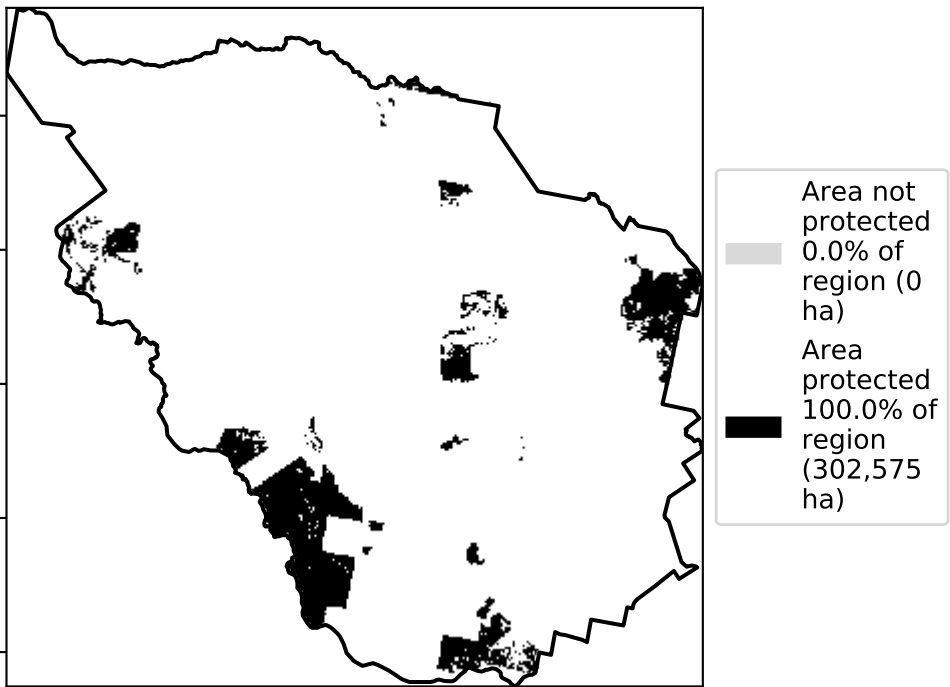 Area not
protected
0.0% of
region (0
ha)
Area
protected
100.0% of
region
(302,575
ha)